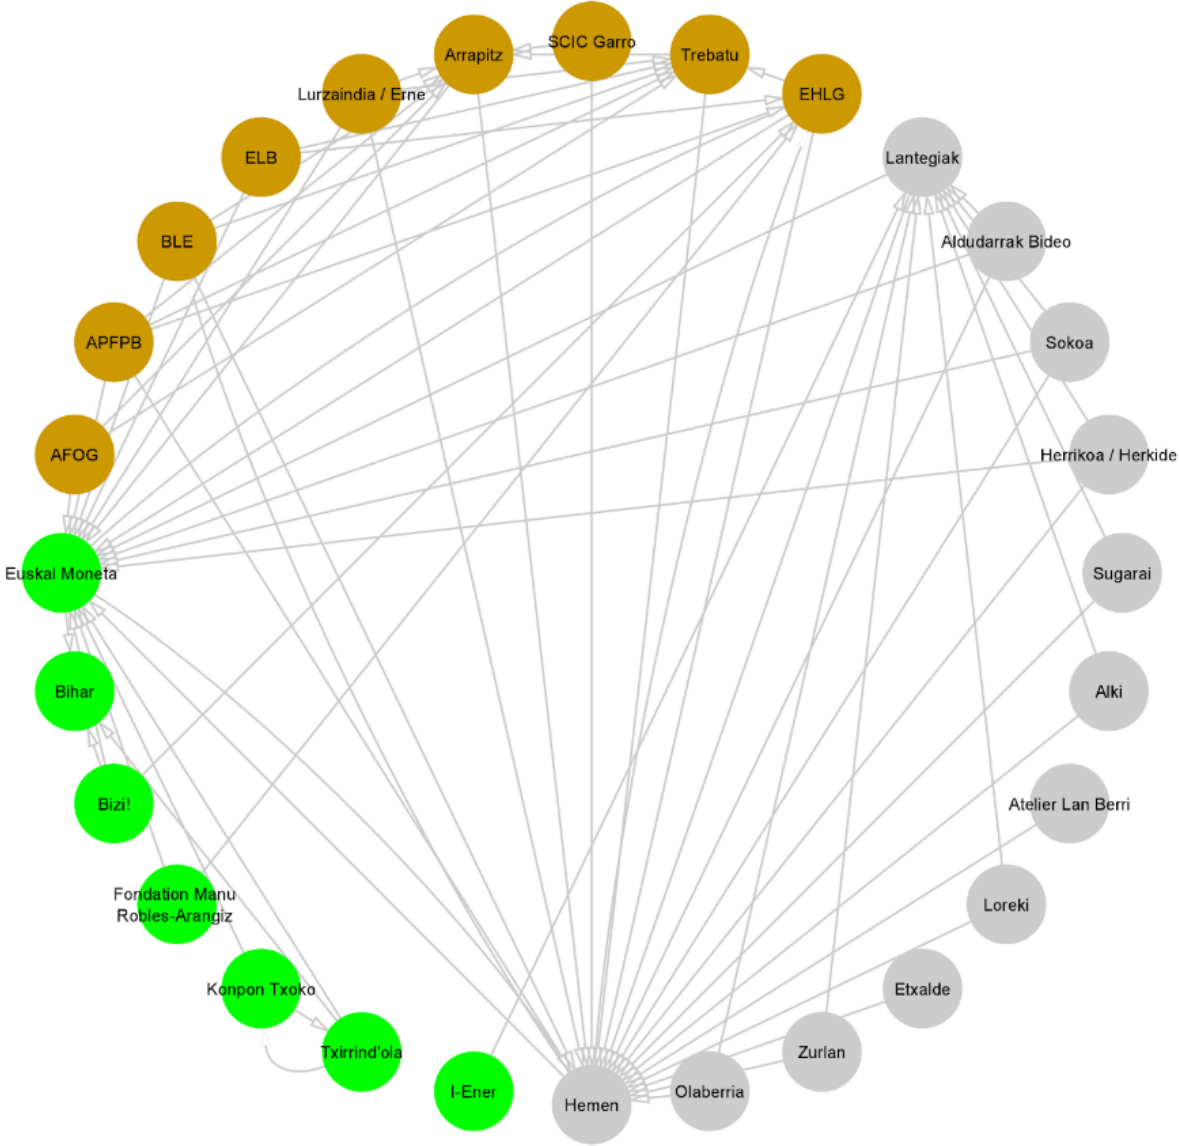 SCIC Garro
Arrapitz
Trebatu
Lurzaindia / Erne
EHLG
ELB
Lantegiak
BLE
Aldudarrak Bideo
APFPB
Sokoa
AFOG
Herrikoa / Herkide
Euskal Moneta
Sugarai
Bihar
Alki
Bizi!
Atelier Lan Berri
Fondation Manu
Robles-Arangiz
Loreki
Konpon Txoko
Etxalde
Txirrind'ola
Zurlan
I-Ener
Olaberria
Hemen